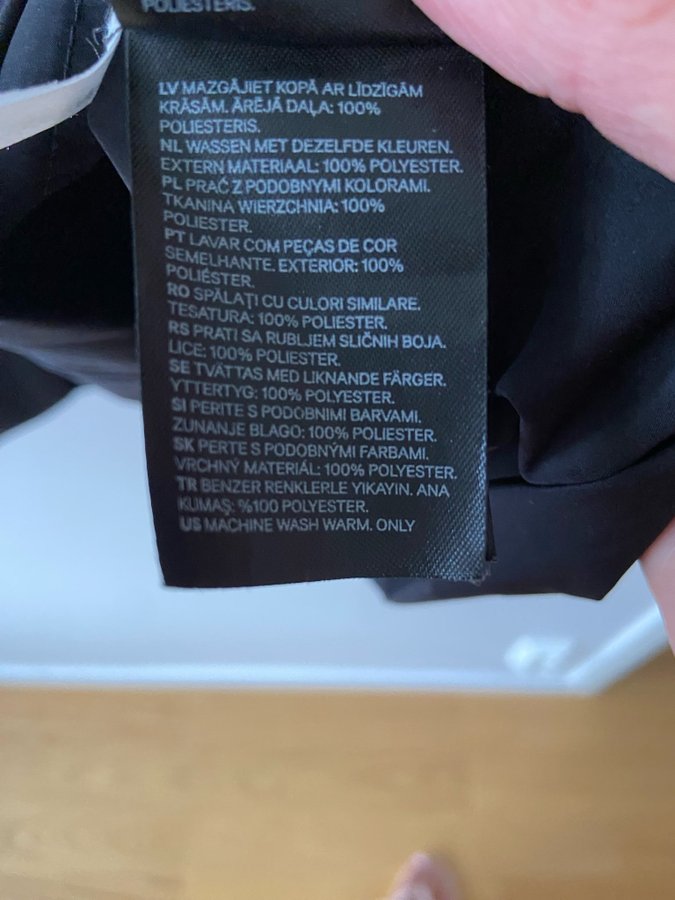 POLIESTERIS.
LV MAZGĀJIET KOPĀ AR LĪDZĪGĀM
KRĀSĀM. ĀRĒJĀ DAĻA: 100%
POLIESTERIS.
NL WASSEN MET DEZELFDE KLEUREN.
EXTERN MATERIAAL: 100% POLYESTER.
PL PRAĆ Z PODOBNYMI KOLORAMI.
TKANINA WIERZCHNIA: 100%
POLIESTER.
PT LAVAR COM PEÇAS DE COR
SEMELHANTE. EXTERIOR: 100%
POLIÉSTER.
RO SPĂLAȚI CU CULORI SIMILARE.
TESATURA: 100% POLIESTER.
RS PRATI SA RUBLJEM SLIČNIH BOJA.
LICE: 100% POLIESTER.
SE TVÄTTAS MED LIKNANDE FÄRGER.
YTTERTYG: 100% POLYESTER.
SI PERITE S PODOBNIMI BARVAMI.
ZUNANJE BLAGO: 100% POLIESTER.
SK PERTE S PODOBNÝMI FARBAMI.
VRCHNÝ MATERIÁL: 100% POLYESTER.
TR BENZER RENKLERLE YIKAYIN. ANA
KUMAŞ: %100 POLYESTER.
US MACHINE WASH WARM. ONLY